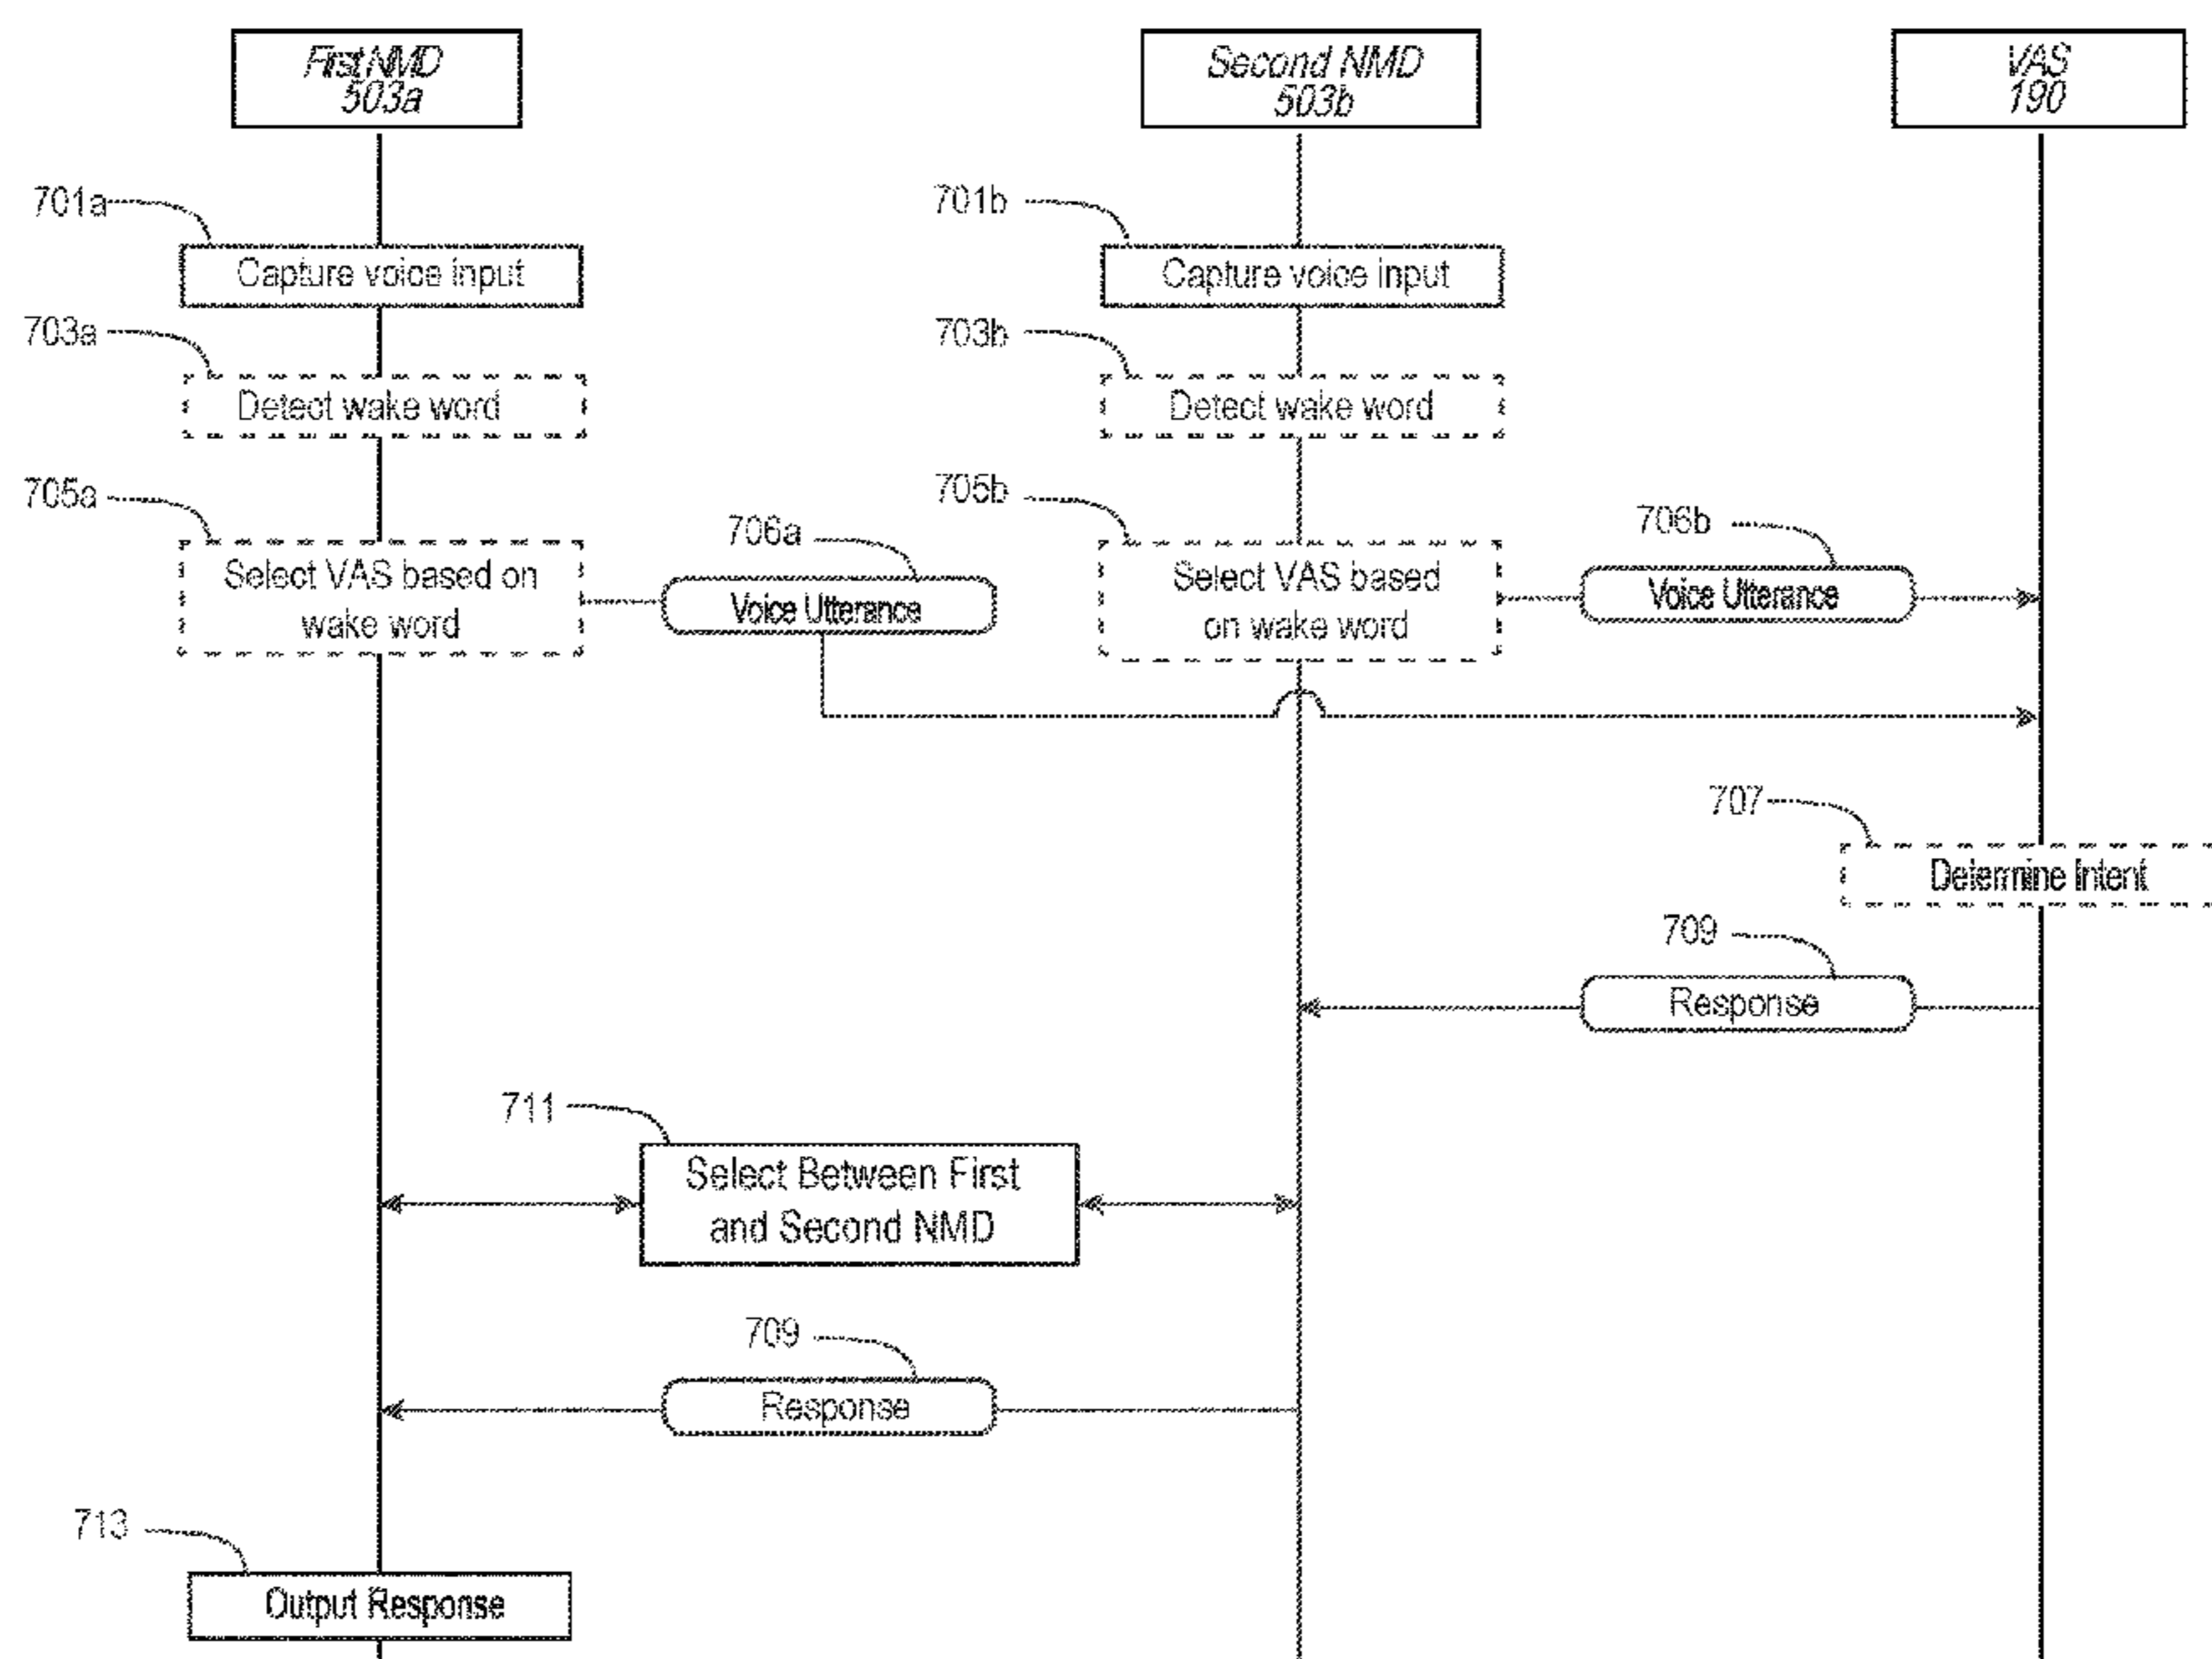 First NMD
503a
Second NMD
503b
VAS
190
701a
Capture voice input
701b
Capture voice input
703a
Detect wake word
703b
Detect wake word
705a
Select VAS based on
wake word
706a
Voice Utterance
705b
Select VAS based
on wake word
706b
Voice Utterance
707
Determine Intent
709
Response
711
Select Between First
and Second NMD
709
Response
713
Output Response